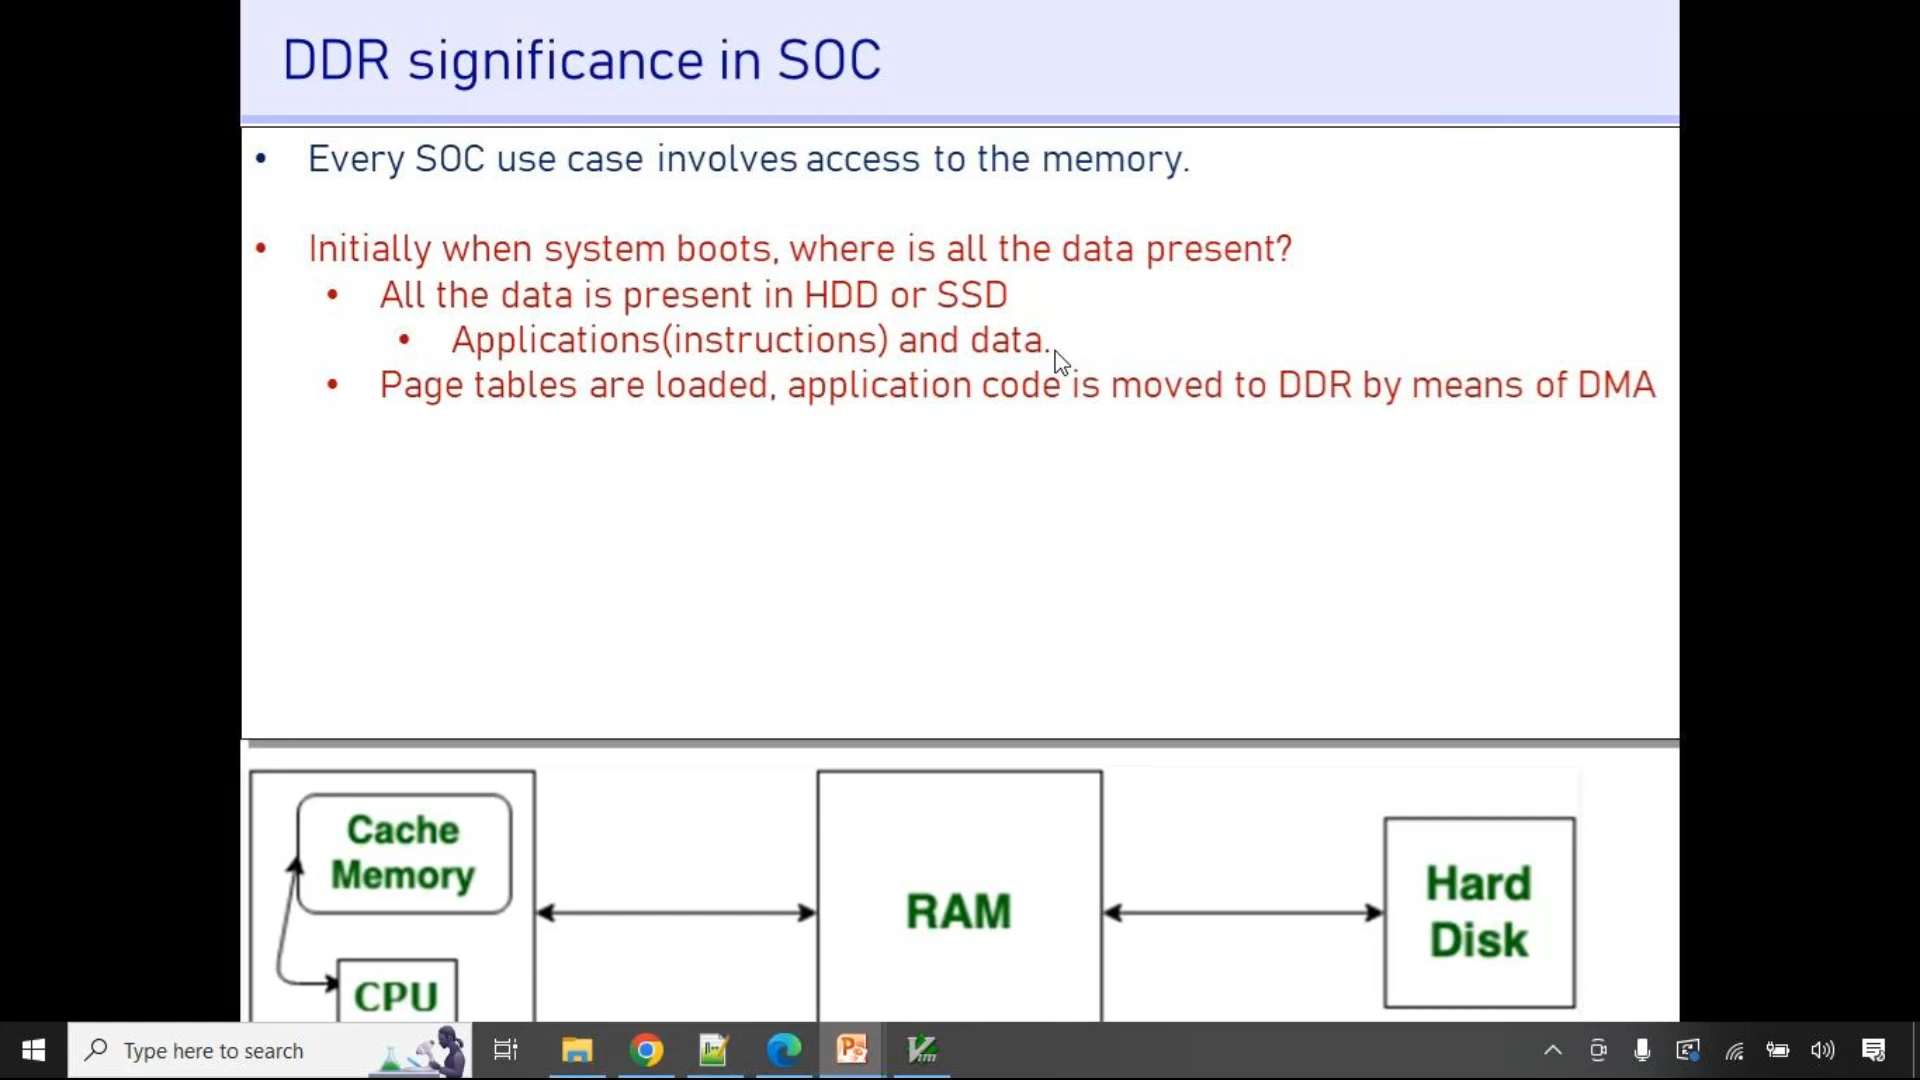 DDR significance in SOC
• Every SOC use case involves access to the memory.
• Initially when system boots, where is all the data present?
• All the data is present in HDD or SSD
• Applications(instructions) and data.
• Page tables are loaded, application code is moved to DDR by means of DMA
Cache
Memory
CPU
RAM
Hard
Disk
Type here to search